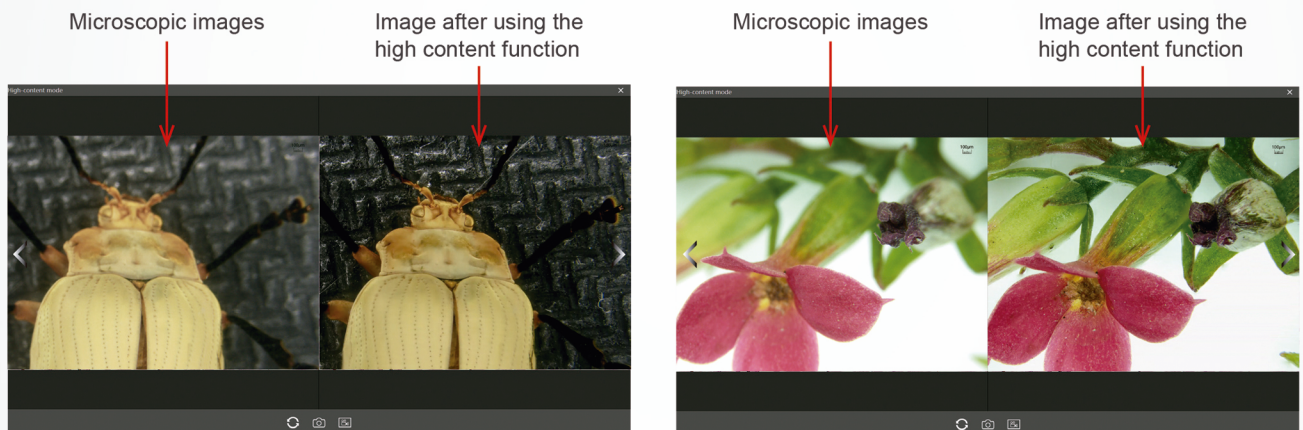 Microscopic images
Image after using the
high content function
Microscopic images
Image after using the
high content function
High-content mode
High-content mode
100μm
100μm
100μm